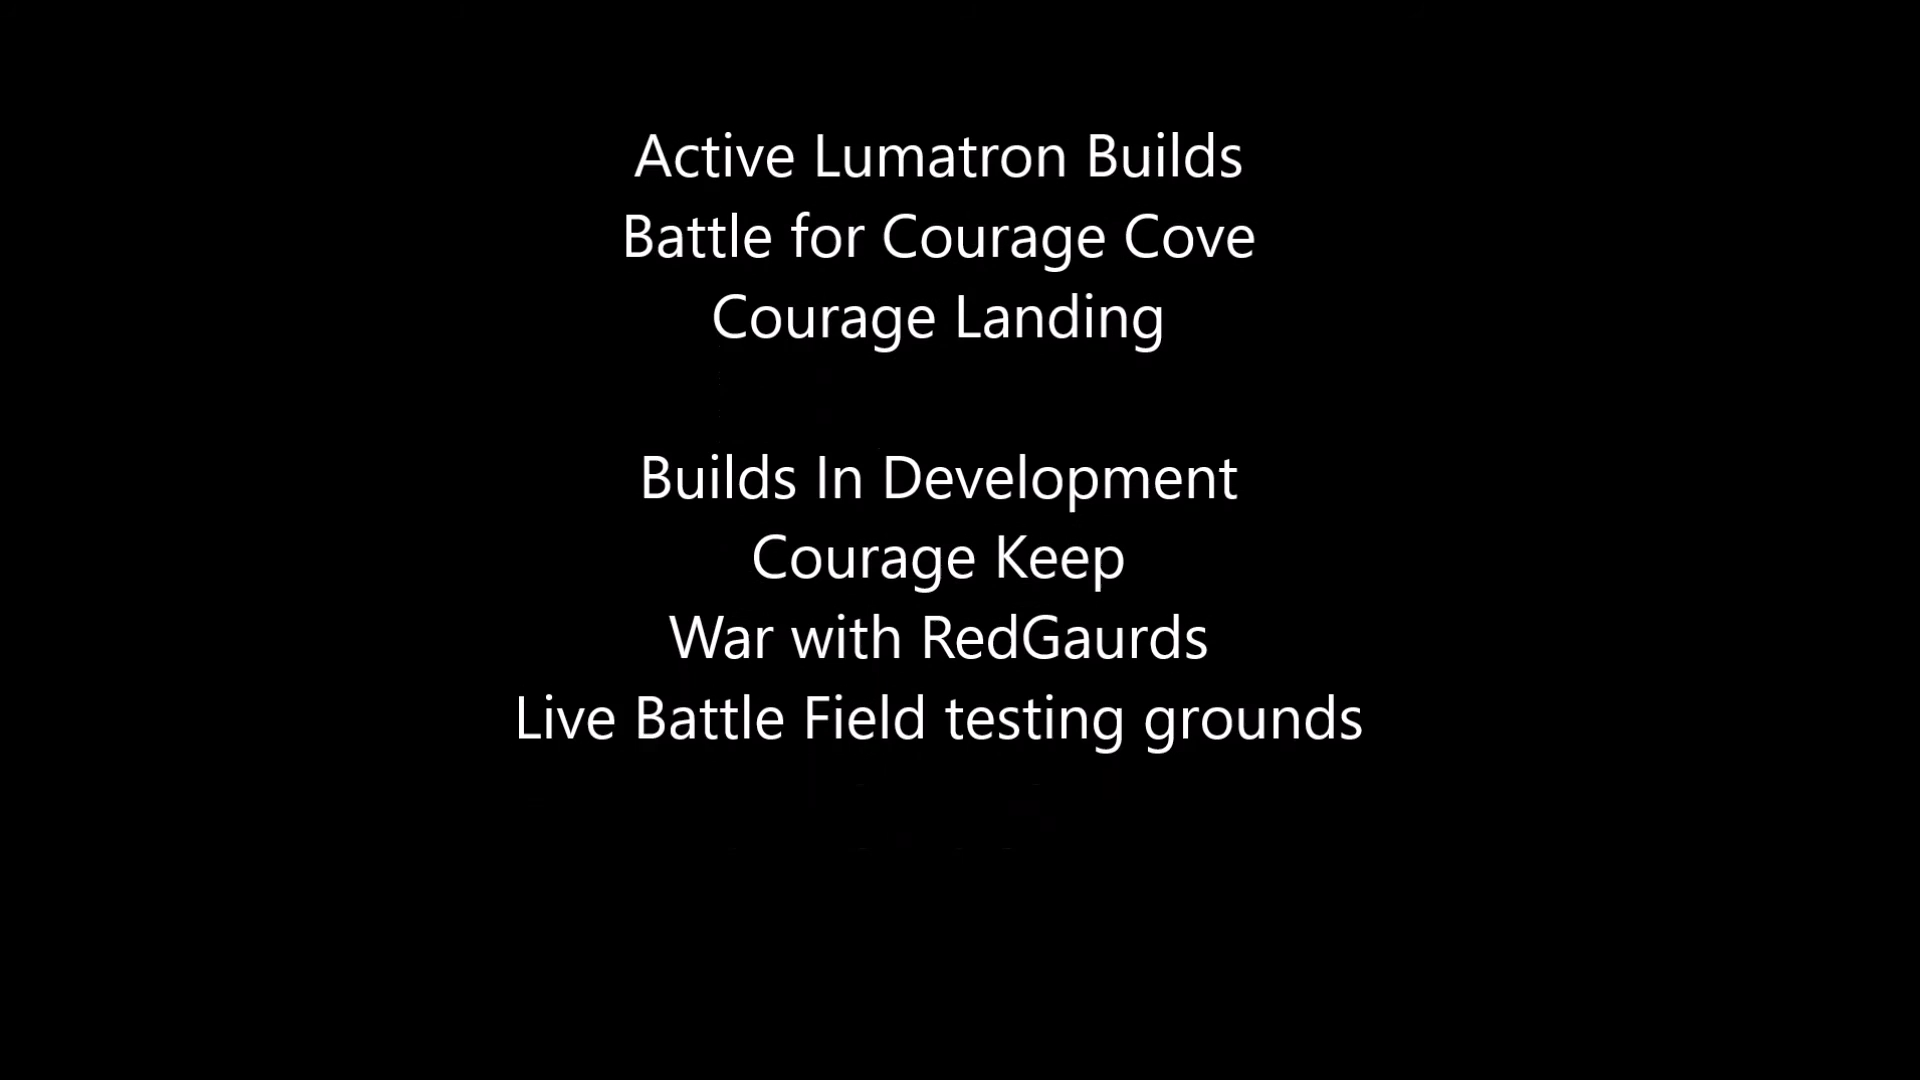 Active Lumatron Builds
Battle for Courage Cove
Courage Landing
Builds In Development
Courage Keep
War with RedGaurds
Live Battle Field testing grounds